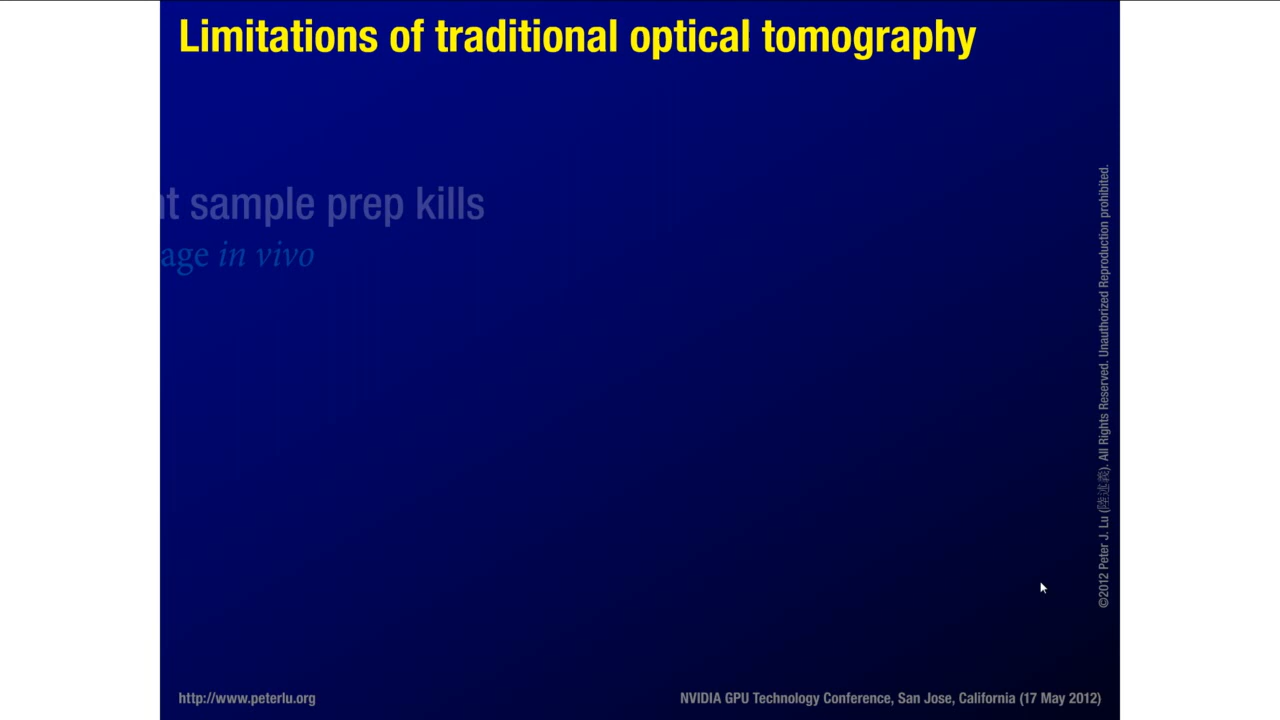 Limitations of traditional optical tomography
sample prep kills
in vivo
©2012 Peter J. Lu (陸述義). All Rights Reserved. Unauthorized Reproduction prohibited.
http://www.peterlu.org
NVIDIA GPU Technology Conference, San Jose, California (17 May 2012)